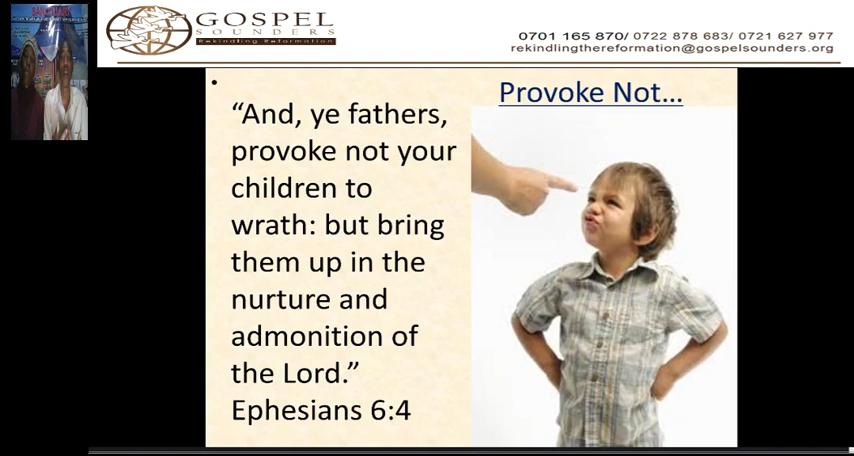 GOSPEL
SOUNDERS
Rekindling Reformation
0701 165 870/ 0722 878 683/ 0721 627 977
rekindlingthereformation@gospelsounders.org
Provoke Not...
“And, ye fathers,
provoke not your
children to
wrath: but bring
them up in the
nurture and
admonition of
the Lord.”
Ephesians 6:4